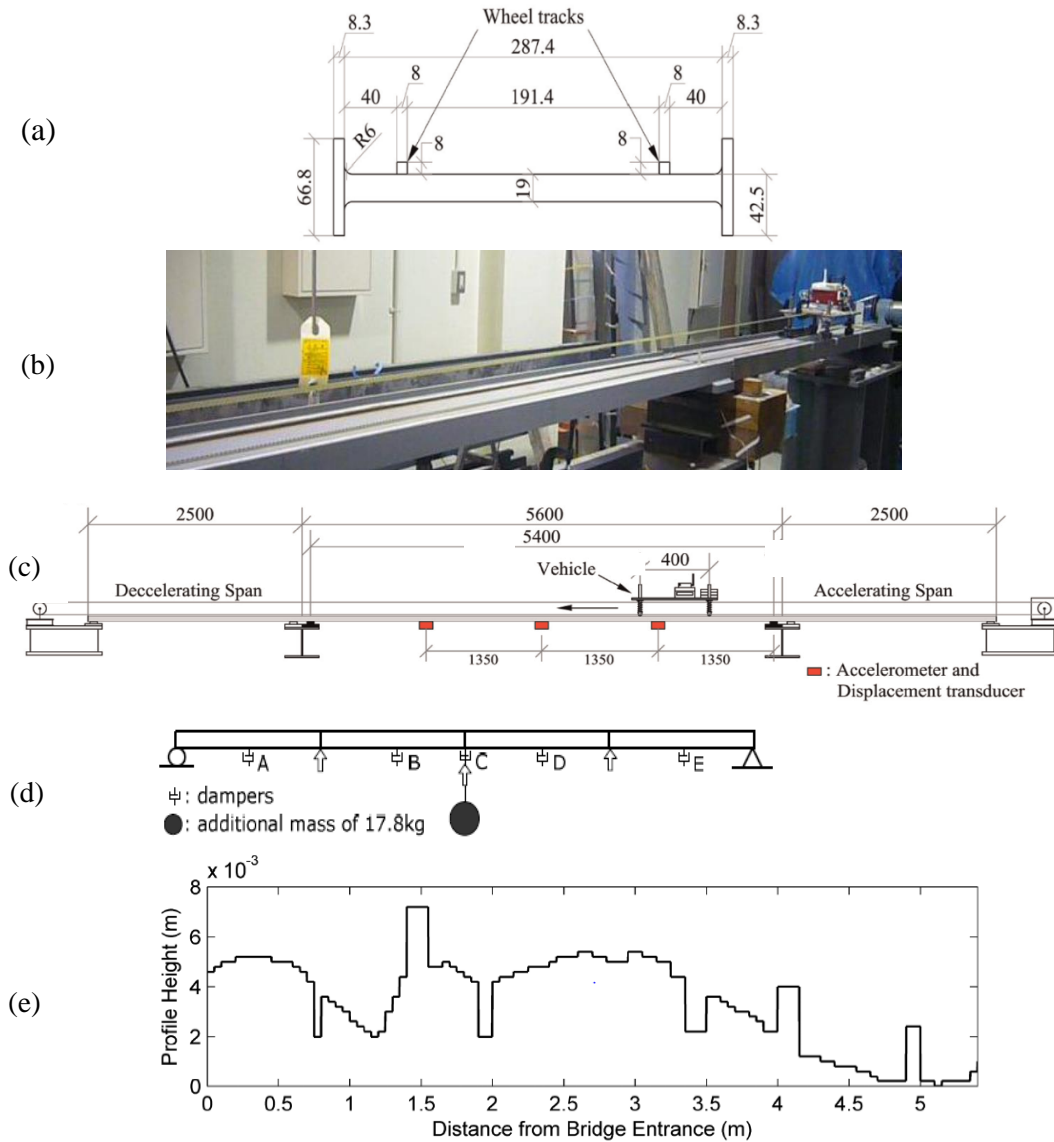 (a)
Wheel tracks
8.3
287.4
8.3
8
8
40
191.4
40
R6
8
8
66.8
19
42.5
(b)
(c)
2500
5600
2500
5400
400
Vehicle
Deccelerating Span
Accelerating Span
1350
1350
1350
: Accelerometer and
Displacement transducer
(d)
A
B
C
D
E
: dampers
: additional mass of 17.8kg
(e)
x 10⁻³
8
6
4
2
0
Profile Height (m)
0 0.5 1 1.5 2 2.5 3 3.5 4 4.5 5
Distance from Bridge Entrance (m)